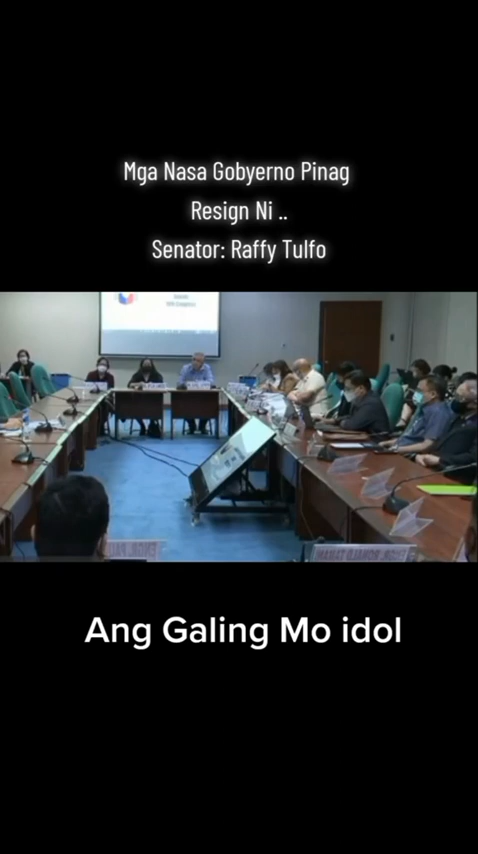 Mga Nasa Gobyerno Pinag
Resign Ni ..
Senator: Raffy Tulfo
Ang Galing Mo idol